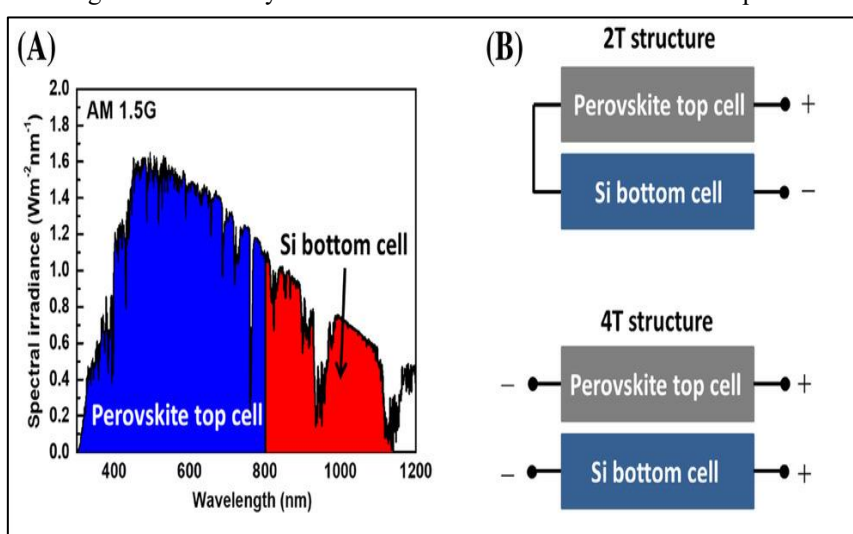 (A)
AM 1.5G
Spectral irradiance (Wm⁻²nm⁻¹)
2.0
1.8
1.6
1.4
1.2
1.0
0.8
0.6
0.4
0.2
0.0
Si bottom cell
Perovskite top cell
400
600
800
1000
1200
Wavelength (nm)
(B)
2T structure
Perovskite top cell
+
Si bottom cell
−
4T structure
− Perovskite top cell +
− Si bottom cell +